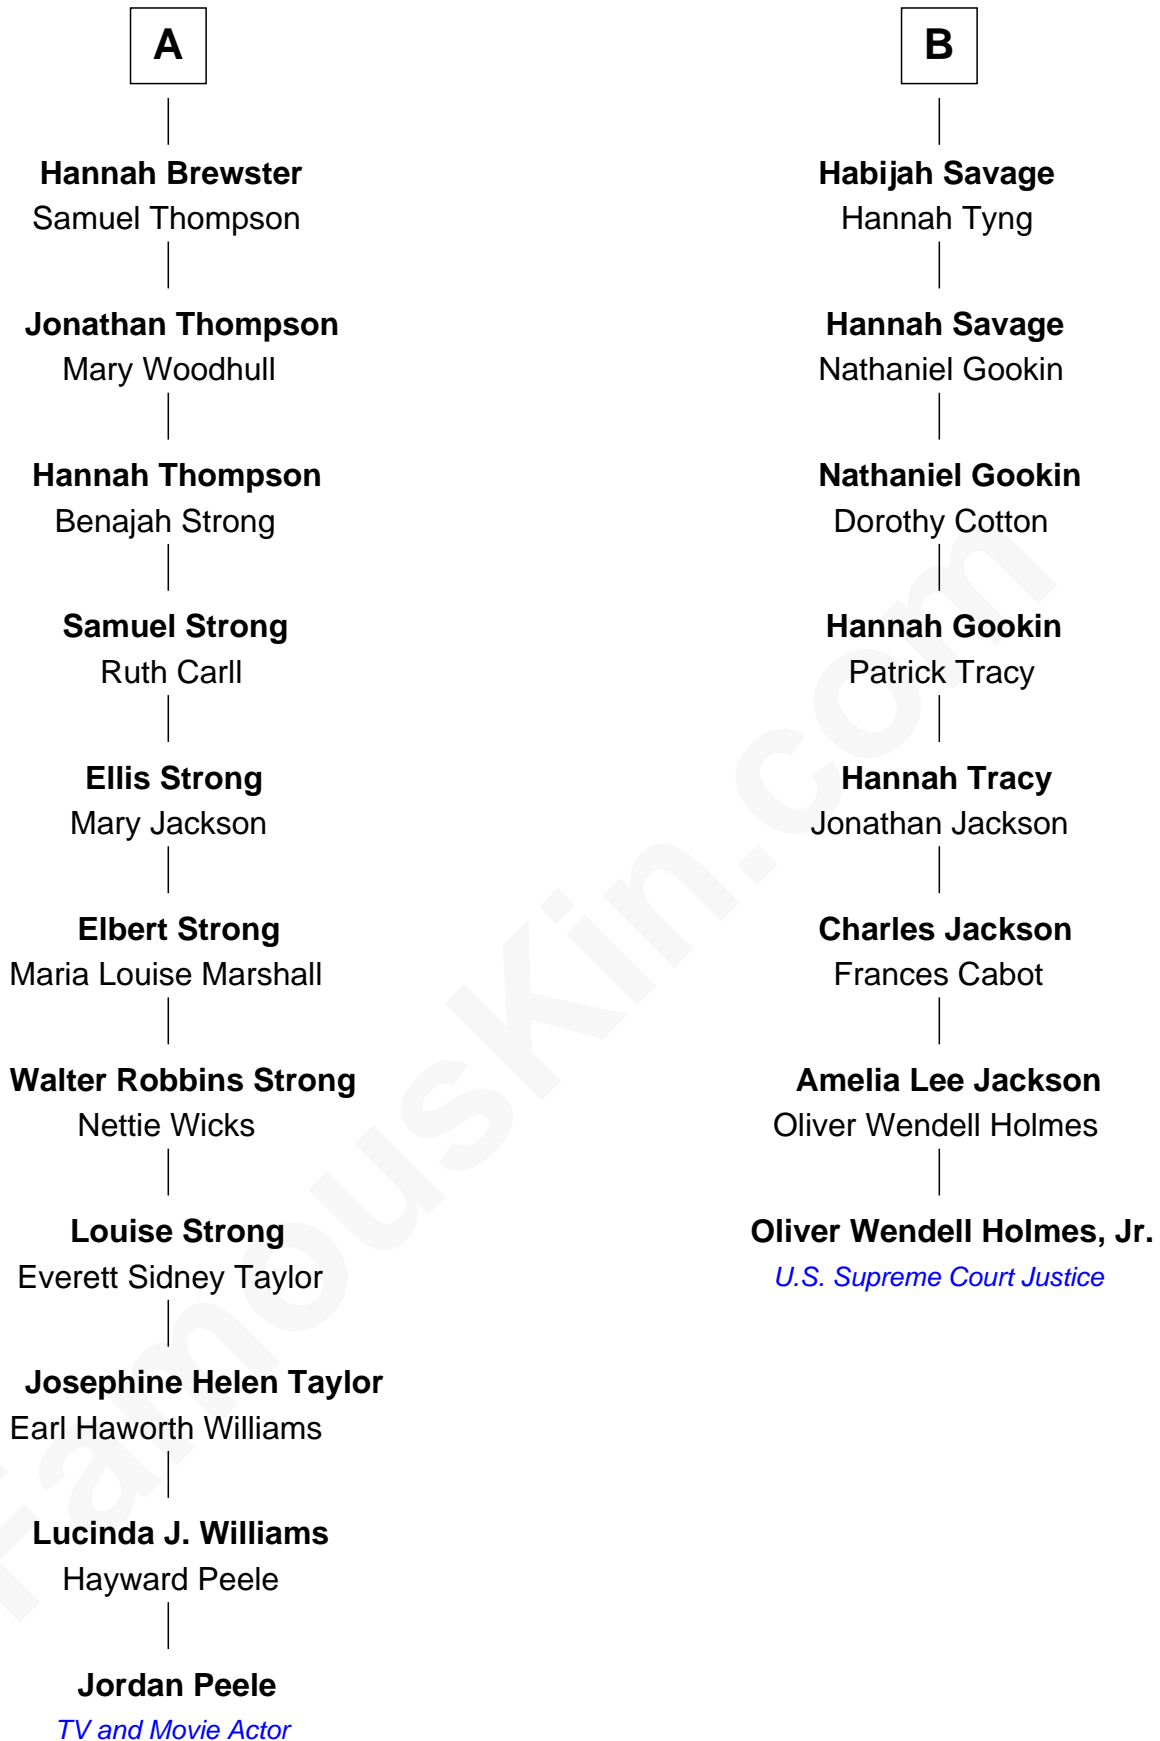 A
Hannah Brewster
Samuel Thompson
Jonathan Thompson
Mary Woodhull
Hannah Thompson
Benajah Strong
Samuel Strong
Ruth Carll
Ellis Strong
Mary Jackson
Elbert Strong
Maria Louise Marshall
Walter Robbins Strong
Nettie Wicks
Louise Strong
Everett Sidney Taylor
Josephine Helen Taylor
Earl Haworth Williams
Lucinda J. Williams
Hayward Peele
Jordan Peele
TV and Movie Actor
B
Habijah Savage
Hannah Tyng
Hannah Savage
Nathaniel Gookin
Nathaniel Gookin
Dorothy Cotton
Hannah Gookin
Patrick Tracy
Hannah Tracy
Jonathan Jackson
Charles Jackson
Frances Cabot
Amelia Lee Jackson
Oliver Wendell Holmes
Oliver Wendell Holmes, Jr.
U.S. Supreme Court Justice
FamousKin.com